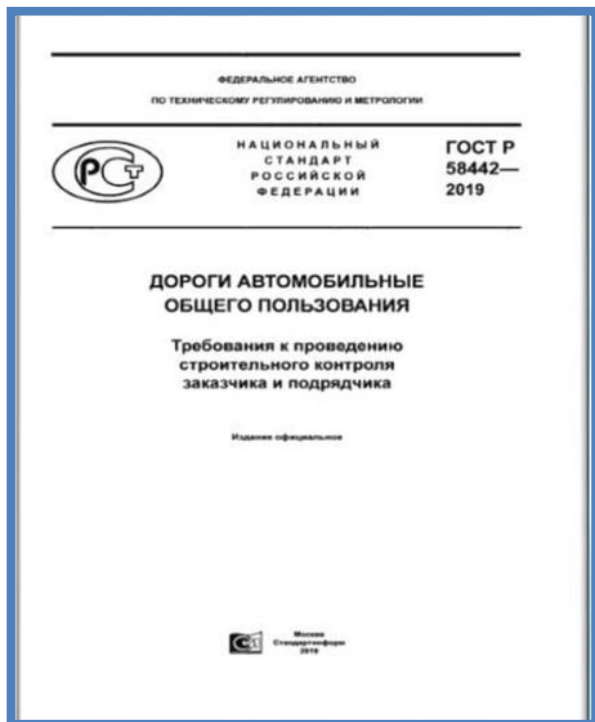 ФЕДЕРАЛЬНОЕ АГЕНТСТВО
ПО ТЕХНИЧЕСКОМУ РЕГУЛИРОВАНИЮ И МЕТРОЛОГИИ
РСТ
НАЦИОНАЛЬНЫЙ
СТАНДАРТ
РОССИЙСКОЙ
ФЕДЕРАЦИИ
ГОСТ Р
58442—
2019
ДОРОГИ АВТОМОБИЛЬНЫЕ
ОБЩЕГО ПОЛЬЗОВАНИЯ
Требования к проведению
строительного контроля
заказчика и подрядчика
Издание официальное
Москва
Стандартинформ
2019